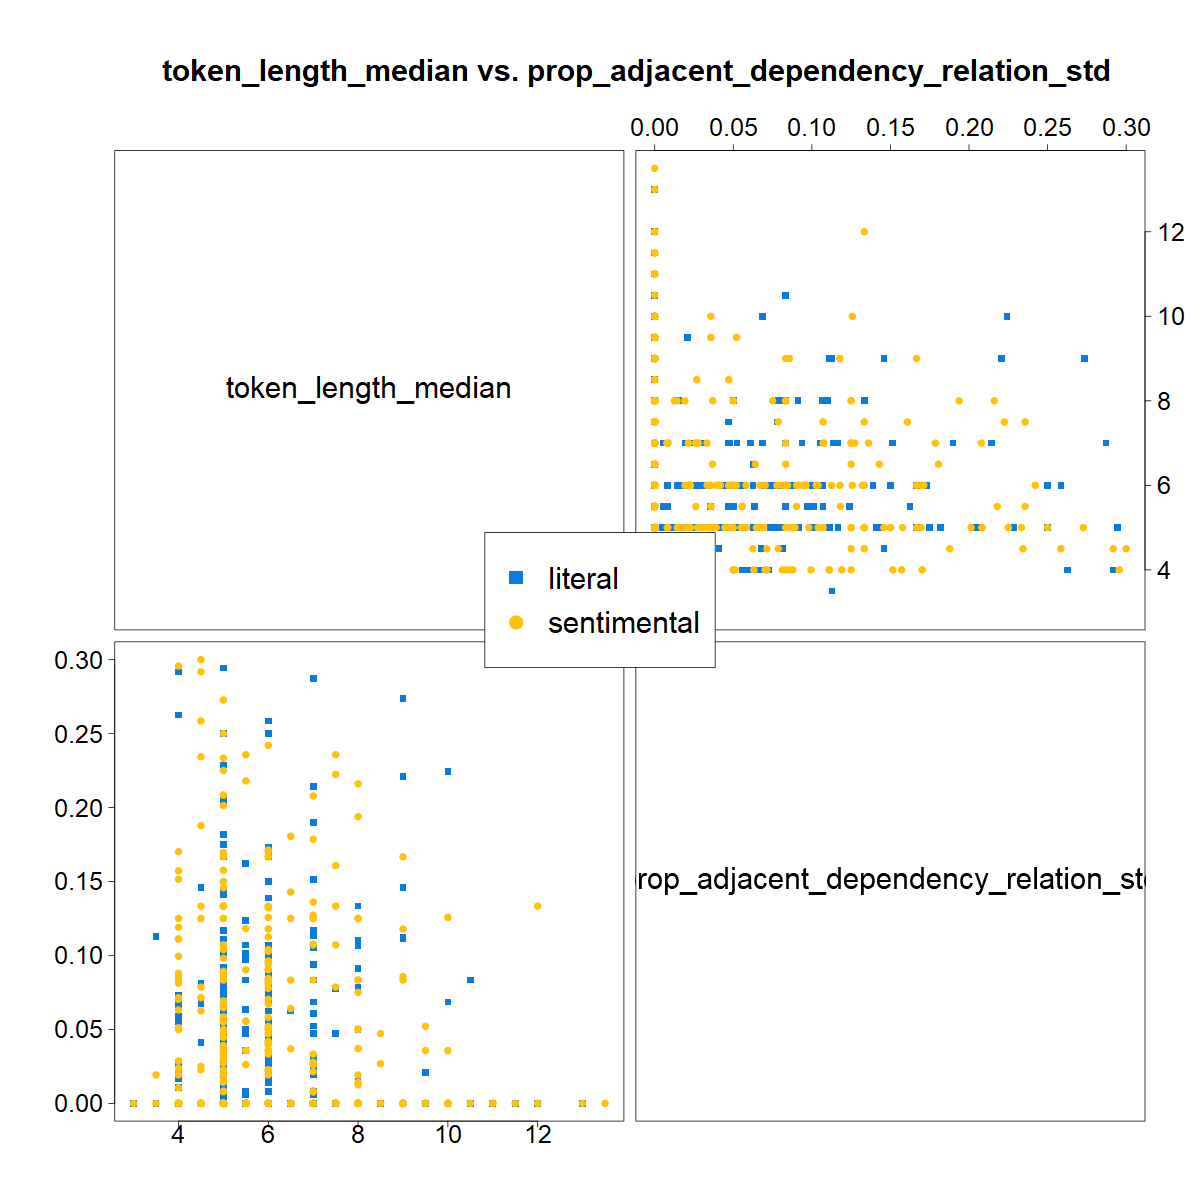 token_length_median vs. prop_adjacent_dependency_relation_std
0.00 0.05 0.10 0.15 0.20 0.25 0.30
token_length_median
12
10
8
6
4
literal
sentimental
0.30
0.25
0.20
0.15
0.10
0.05
0.00
prop_adjacent_dependency_relation_std
4 6 8 10 12